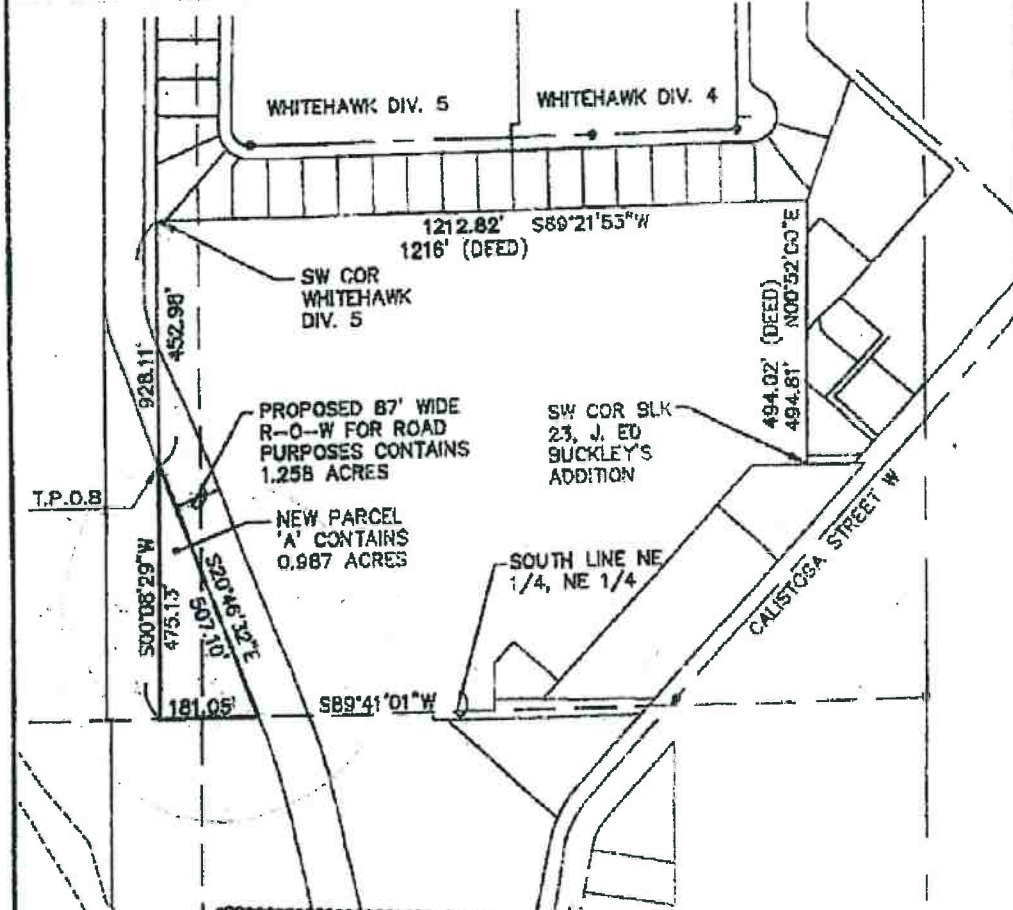 WHITEHAWK DIV. 5
WHITEHAWK DIV. 4
1212.82' S89°21'53"W
1216' (DEED)
SW COR
WHITEHAWK
DIV. 5
452.98'
928.11'
494.02' (DEED)
494.81'
N00°52'00"E
PROPOSED 87' WIDE
R-O-W FOR ROAD
PURPOSES CONTAINS
1.258 ACRES
SW COR BLK
23, J. ED
BUCKLEY'S
ADDITION
T.P.O.B
NEW PARCEL
'A' CONTAINS
0.987 ACRES
SOUTH LINE NE
1/4, NE 1/4
CALISTOGA STREET W
S00°08'29"W
475.13'
S20°46'32"E
507.10'
181.05'
S89°41'01"W